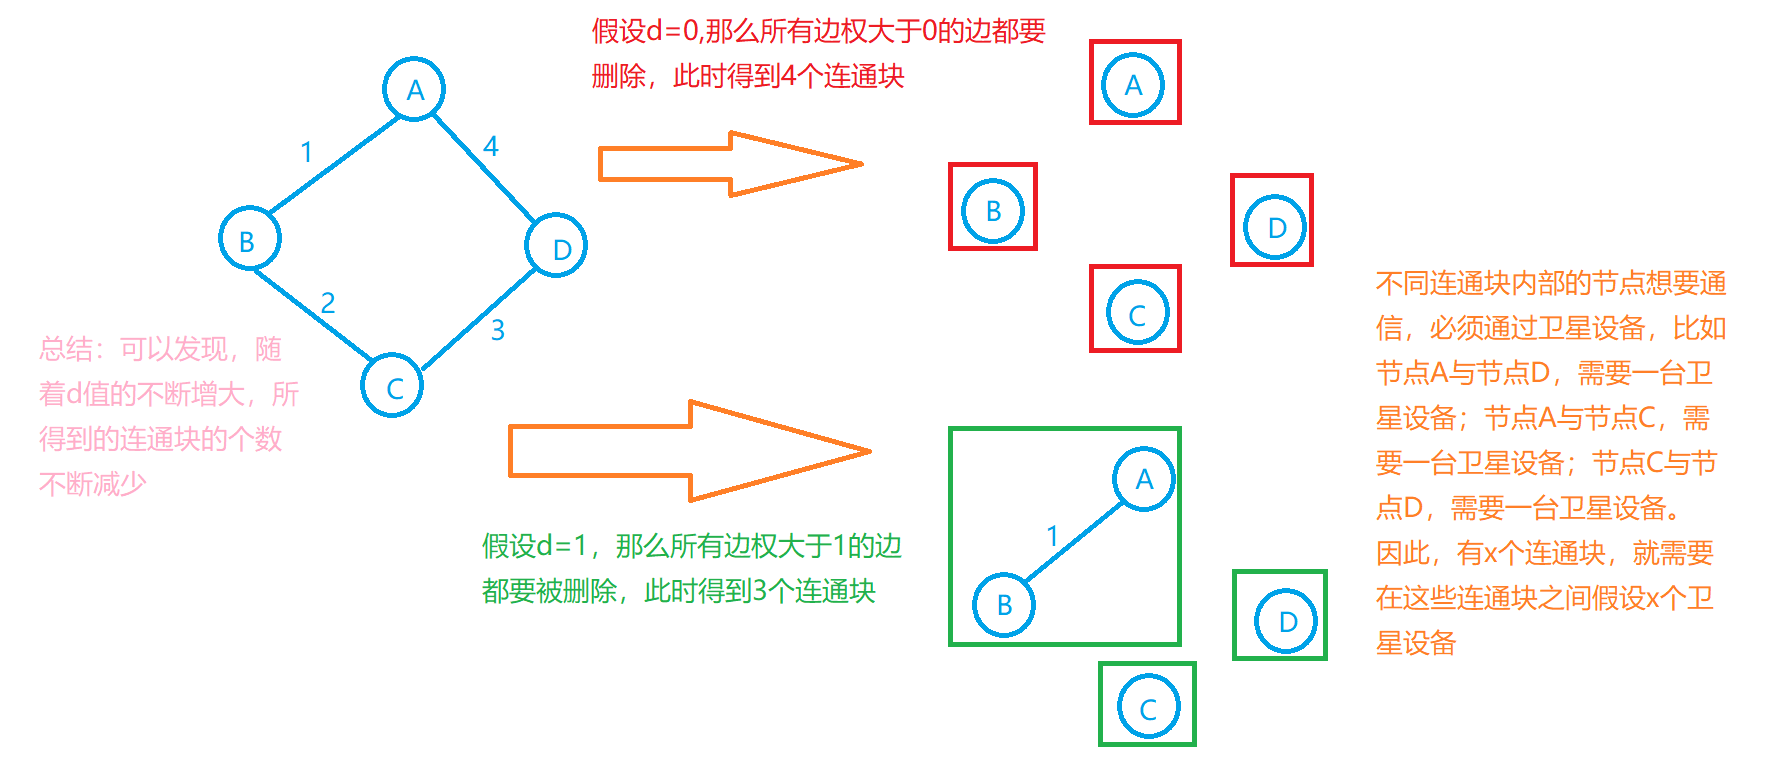 假设d=0,那么所有边权大于0的边都要
删除，此时得到4个连通块
A
1
4
B
D
2
3
C
总结：可以发现，随
着d值的不断增大，所
得到的连通块的个数
不断减少
假设d=1，那么所有边权大于1的边
都要被删除，此时得到3个连通块
A
B
D
C
A
1
B
D
C
不同连通块内部的节点想要通
信，必须通过卫星设备，比如
节点A与节点D，需要一台卫
星设备；节点A与节点C，需
要一台卫星设备；节点C与节
点D，需要一台卫星设备。
因此，有x个连通块，就需要
在这些连通块之间假设x个卫
星设备